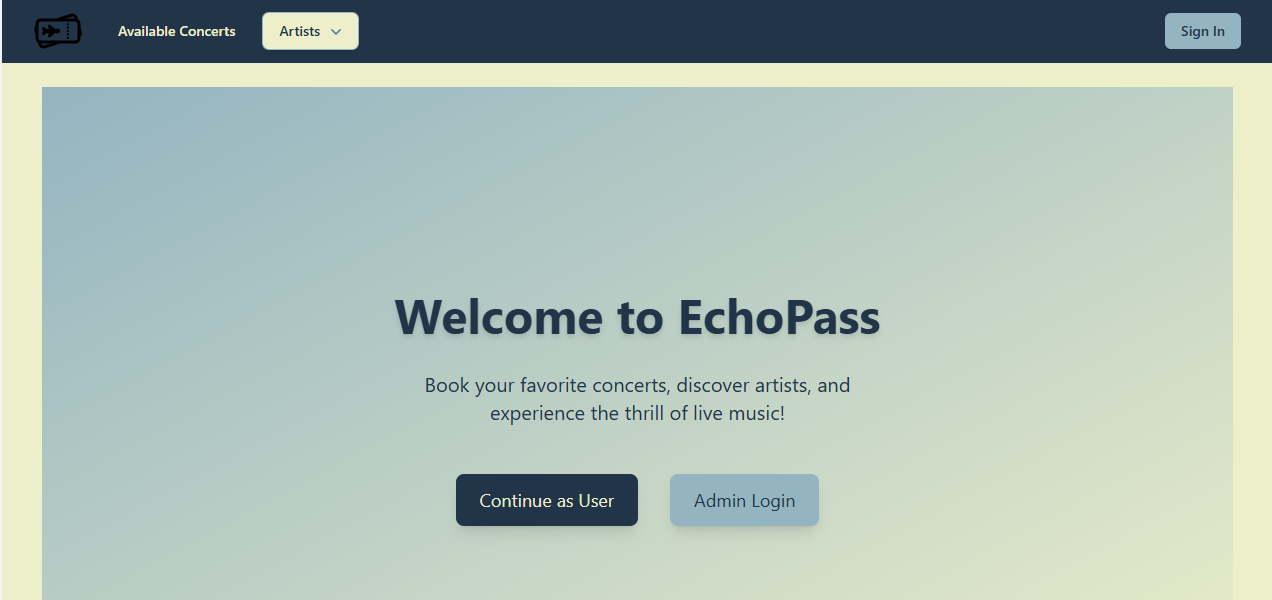 Available Concerts
Artists
Sign In
Welcome to EchoPass
Book your favorite concerts, discover artists, and
experience the thrill of live music!
Continue as User
Admin Login